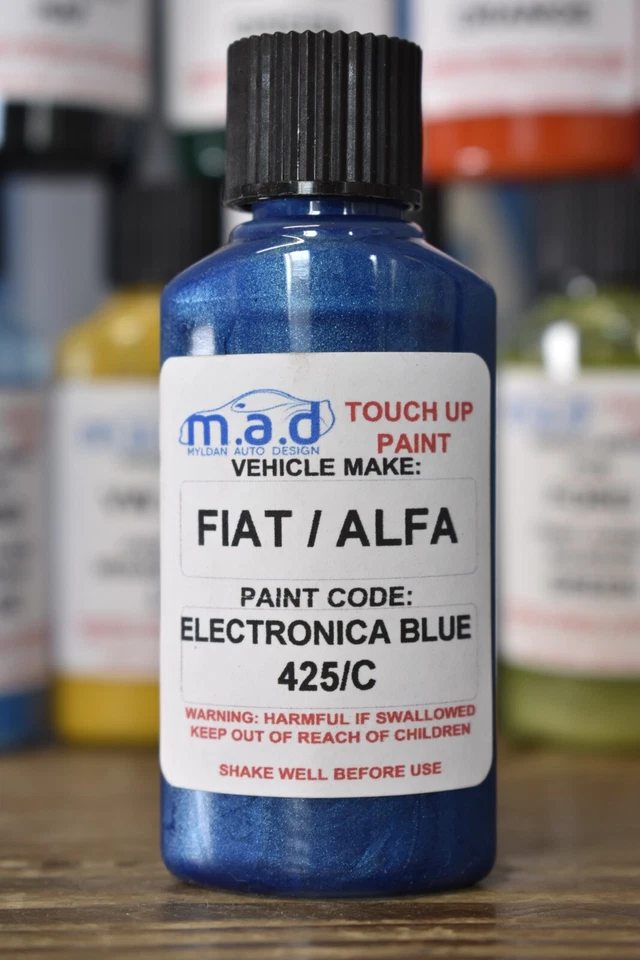 m.a.d
MYLDAN AUTO DESIGN
TOUCH UP
PAINT
VEHICLE MAKE:
FIAT / ALFA
PAINT CODE:
ELECTRONICA BLUE
425/C
WARNING: HARMFUL IF SWALLOWED
KEEP OUT OF REACH OF CHILDREN
SHAKE WELL BEFORE USE